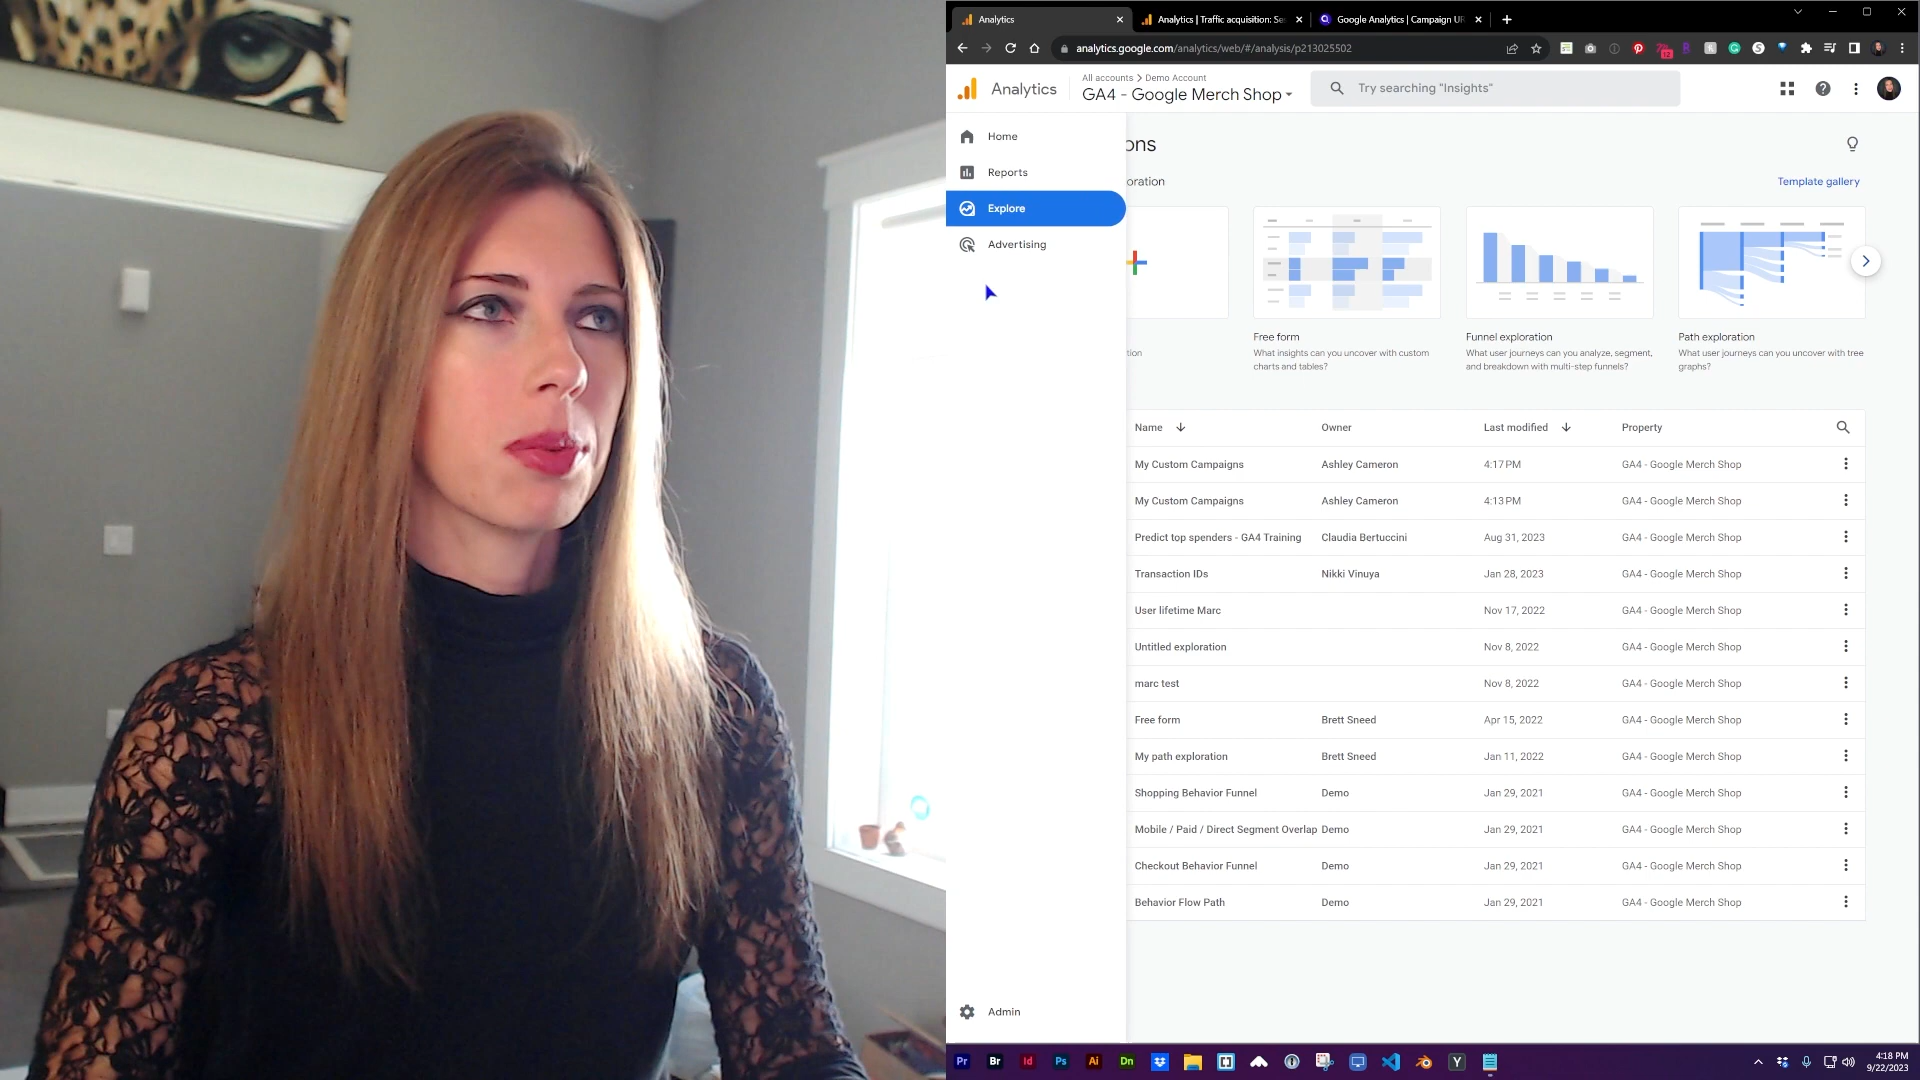 Analytics
Analytics | Traffic acquisition: Se
Google Analytics | Campaign UR
analytics.google.com/analytics/web/#/analysis/p213025502
12
Analytics
All accounts > Demo Account
GA4 - Google Merch Shop
Try searching "Insights"
Home
Reports
Explore
Advertising
Admin
ons
oration
Template gallery
tion
Free form
What insights can you uncover with custom
charts and tables?
Funnel exploration
What user journeys can you analyze, segment,
and breakdown with multi-step funnels?
Path exploration
What user journeys can you uncover with tree
graphs?
Name Owner Last modified Property
My Custom Campaigns Ashley Cameron 4:17 PM GA4 - Google Merch Shop
My Custom Campaigns Ashley Cameron 4:13 PM GA4 - Google Merch Shop
Predict top spenders - GA4 Training Claudia Bertuccini Aug 31, 2023 GA4 - Google Merch Shop
Transaction IDs Nikki Vinuya Jan 28, 2023 GA4 - Google Merch Shop
User lifetime Marc Nov 17, 2022 GA4 - Google Merch Shop
Untitled exploration Nov 8, 2022 GA4 - Google Merch Shop
marc test Nov 8, 2022 GA4 - Google Merch Shop
Free form Brett Sneed Apr 15, 2022 GA4 - Google Merch Shop
My path exploration Brett Sneed Jan 11, 2022 GA4 - Google Merch Shop
Shopping Behavior Funnel Demo Jan 29, 2021 GA4 - Google Merch Shop
Mobile / Paid / Direct Segment Overlap Demo Jan 29, 2021 GA4 - Google Merch Shop
Checkout Behavior Funnel Demo Jan 29, 2021 GA4 - Google Merch Shop
Behavior Flow Path Demo Jan 29, 2021 GA4 - Google Merch Shop
Pr Br Id Ps Ai Dn Y
4:18 PM
9/22/2023